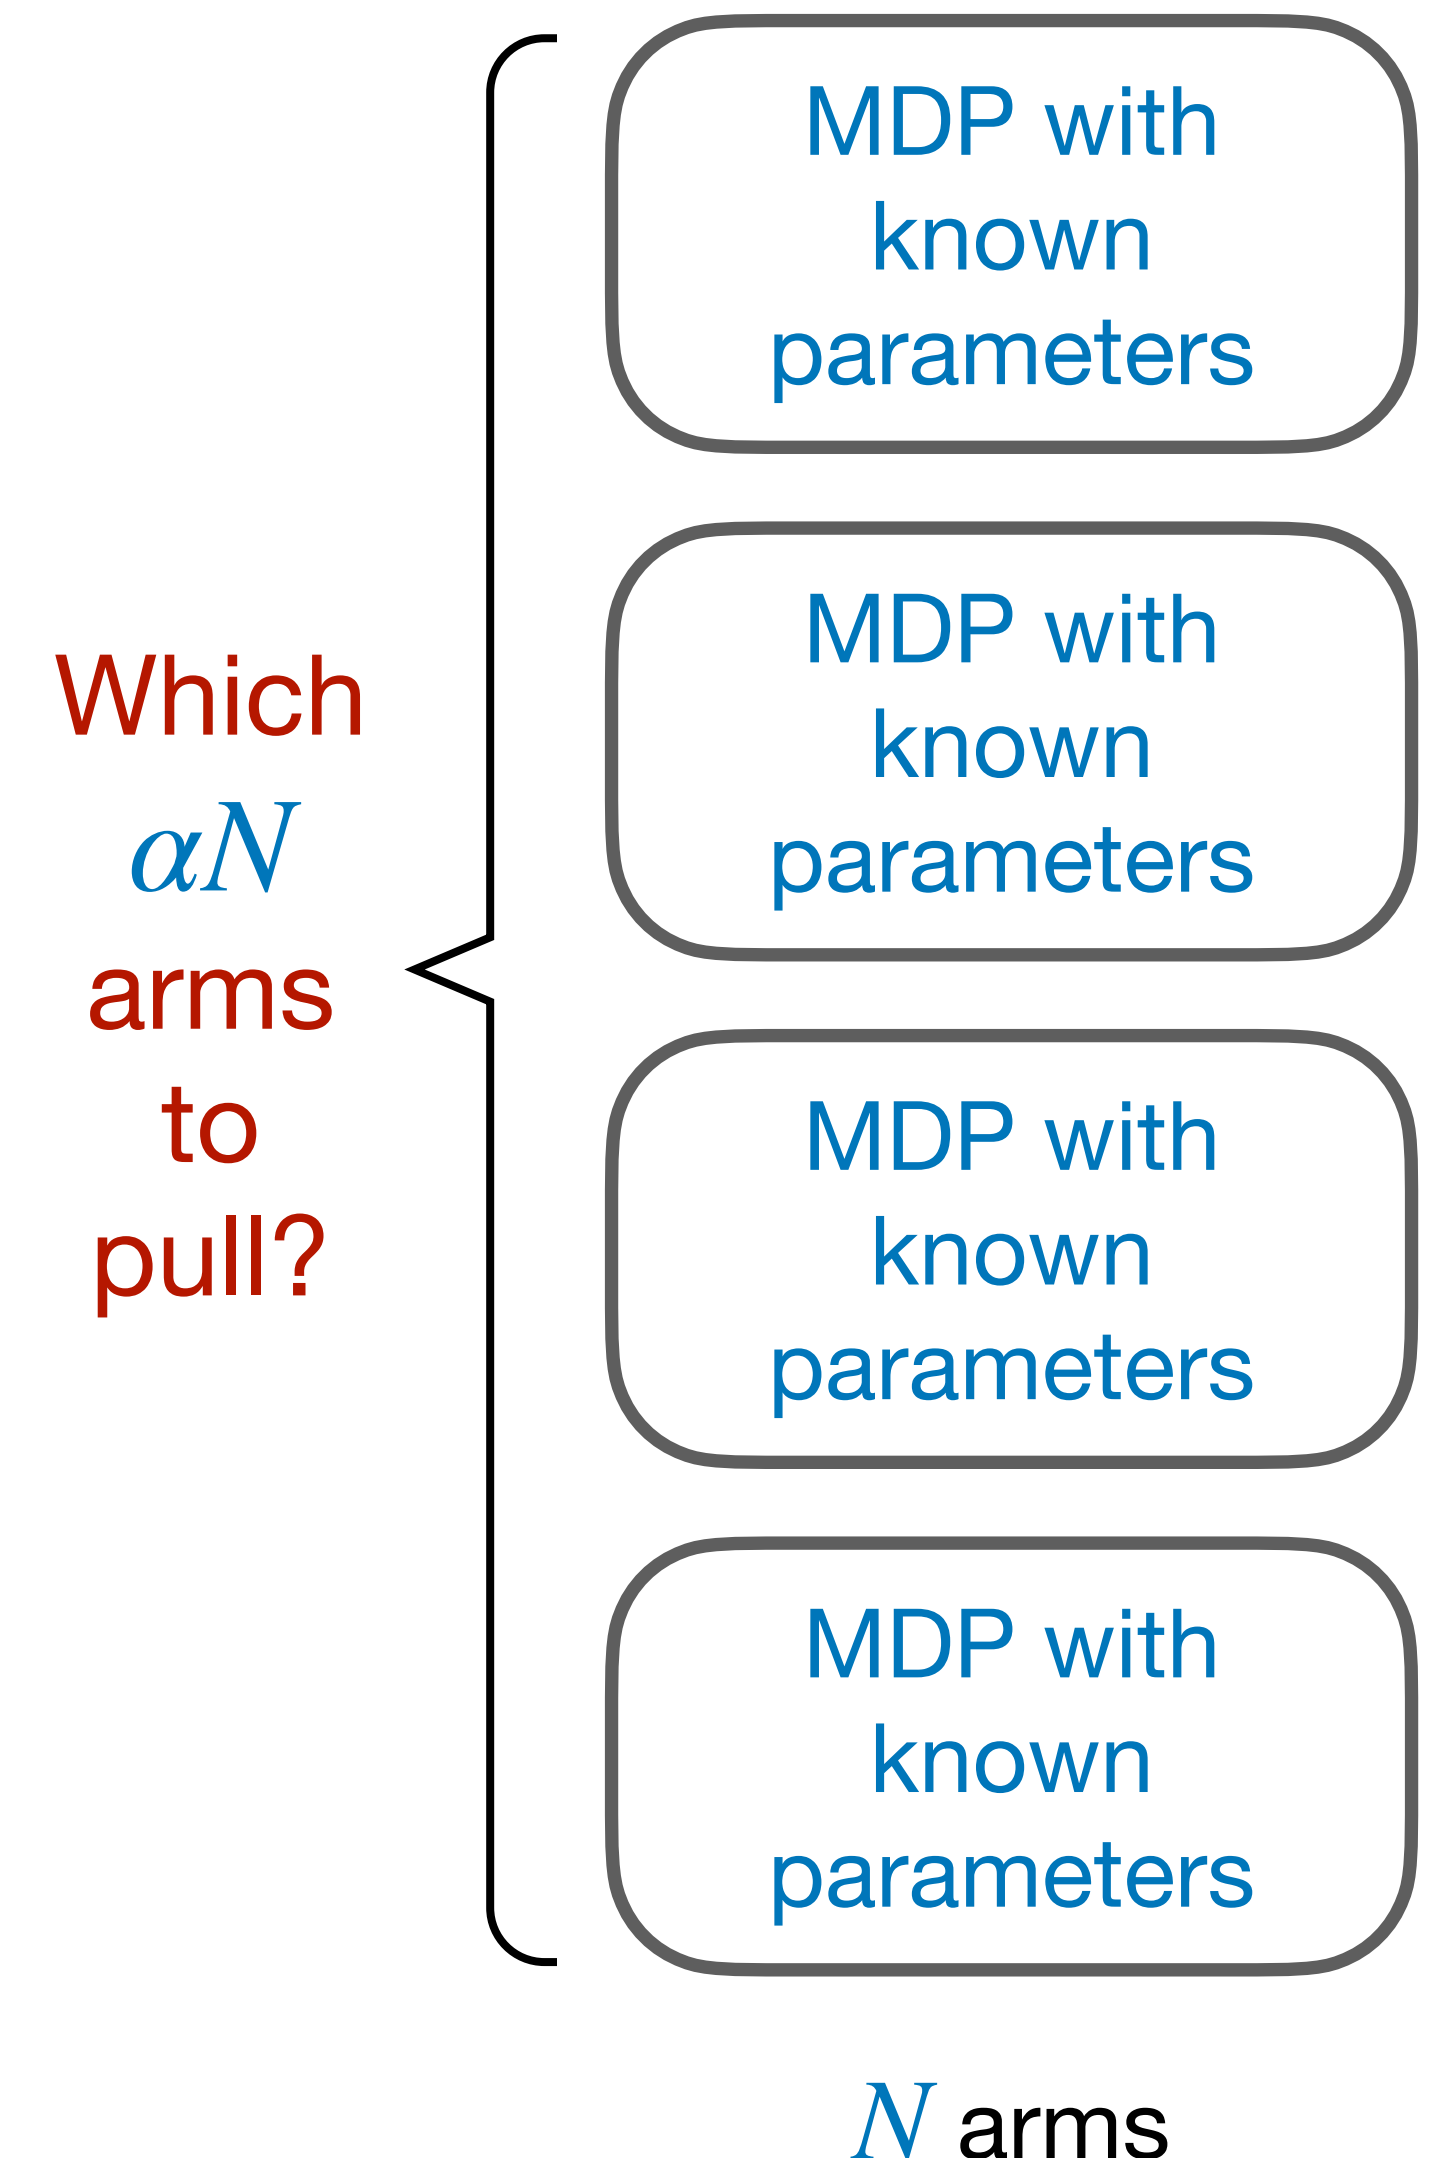 Which
αN
arms
to
pull?
MDP with
known
parameters
MDP with
known
parameters
MDP with
known
parameters
MDP with
known
parameters
N arms